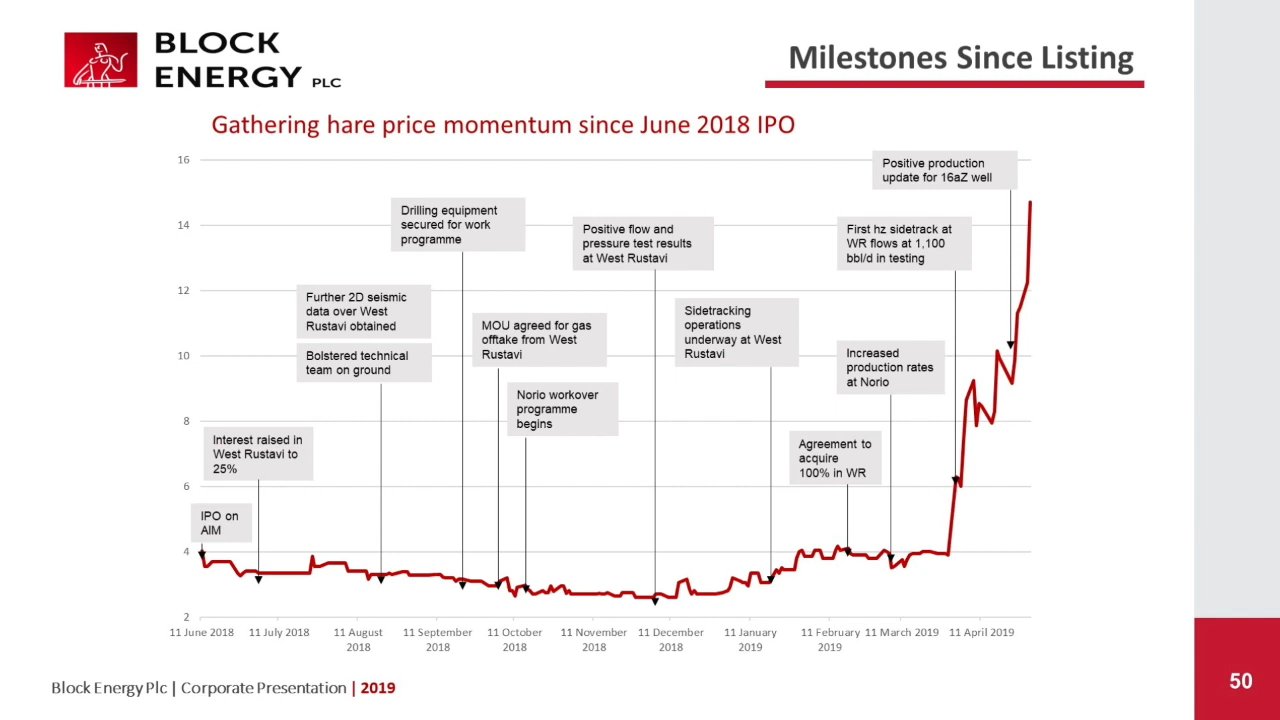 BLOCK
ENERGY PLC
Milestones Since Listing
Gathering hare price momentum since June 2018 IPO
16
14
12
10
8
6
4
2
Positive production
update for 16aZ well
Drilling equipment
secured for work
programme
Positive flow and
pressure test results
at West Rustavi
First hz sidetrack at
WR flows at 1,100
bbl/d in testing
Further 2D seismic
data over West
Rustavi obtained
Bolstered technical
team on ground
MOU agreed for gas
offtake from West
Rustavi
Sidetracking
operations
underway at West
Rustavi
Increased
production rates
at Norio
Norio workover
programme
begins
Interest raised in
West Rustavi to
25%
Agreement to
acquire
100% in WR
IPO on
AIM
11 June 2018
11 July 2018
11 August
2018
11 September
2018
11 October
2018
11 November
2018
11 December
2018
11 January
2019
11 February
2019
11 March 2019
11 April 2019
Block Energy Plc | Corporate Presentation | 2019
50